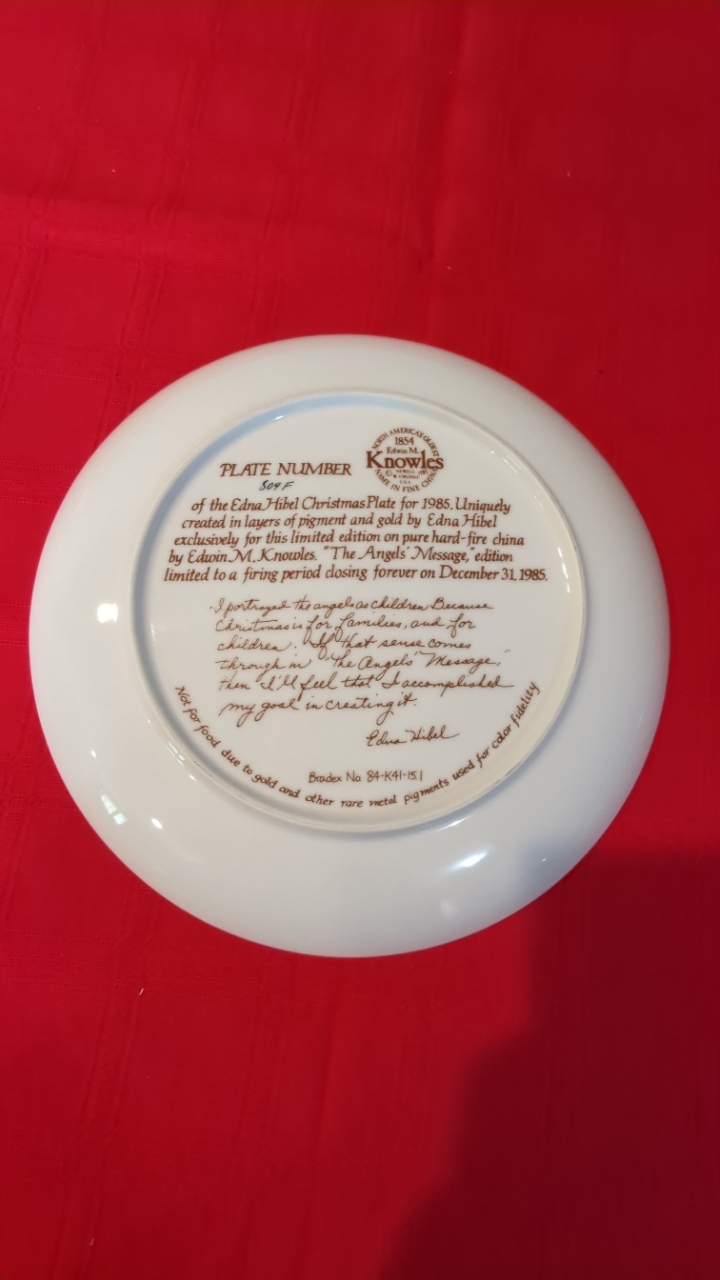 NORTH AMERICA'S OLDEST
1854
Edwin M.
Knowles
NAME IN FINE CHINA
USA
PLATE NUMBER
809F
of the Edna Hibel Christmas Plate for 1985. Uniquely
created in layers of pigment and gold by Edna Hibel
exclusively for this limited edition on pure hard-fire china
by Edwin M. Knowles. "The Angels' Message," edition
limited to a firing period closing forever on December 31, 1985.
I portrayed the angels as children Because
Christmas is for families, and for
children. If that sense comes
through in "The Angels' Message,"
then I'll feel that I accomplished
my goal in creating it.
Edna Hibel
Bradex No 84-K41-15.1
Not for food due to gold and other rare metal pigments used for color fidelity